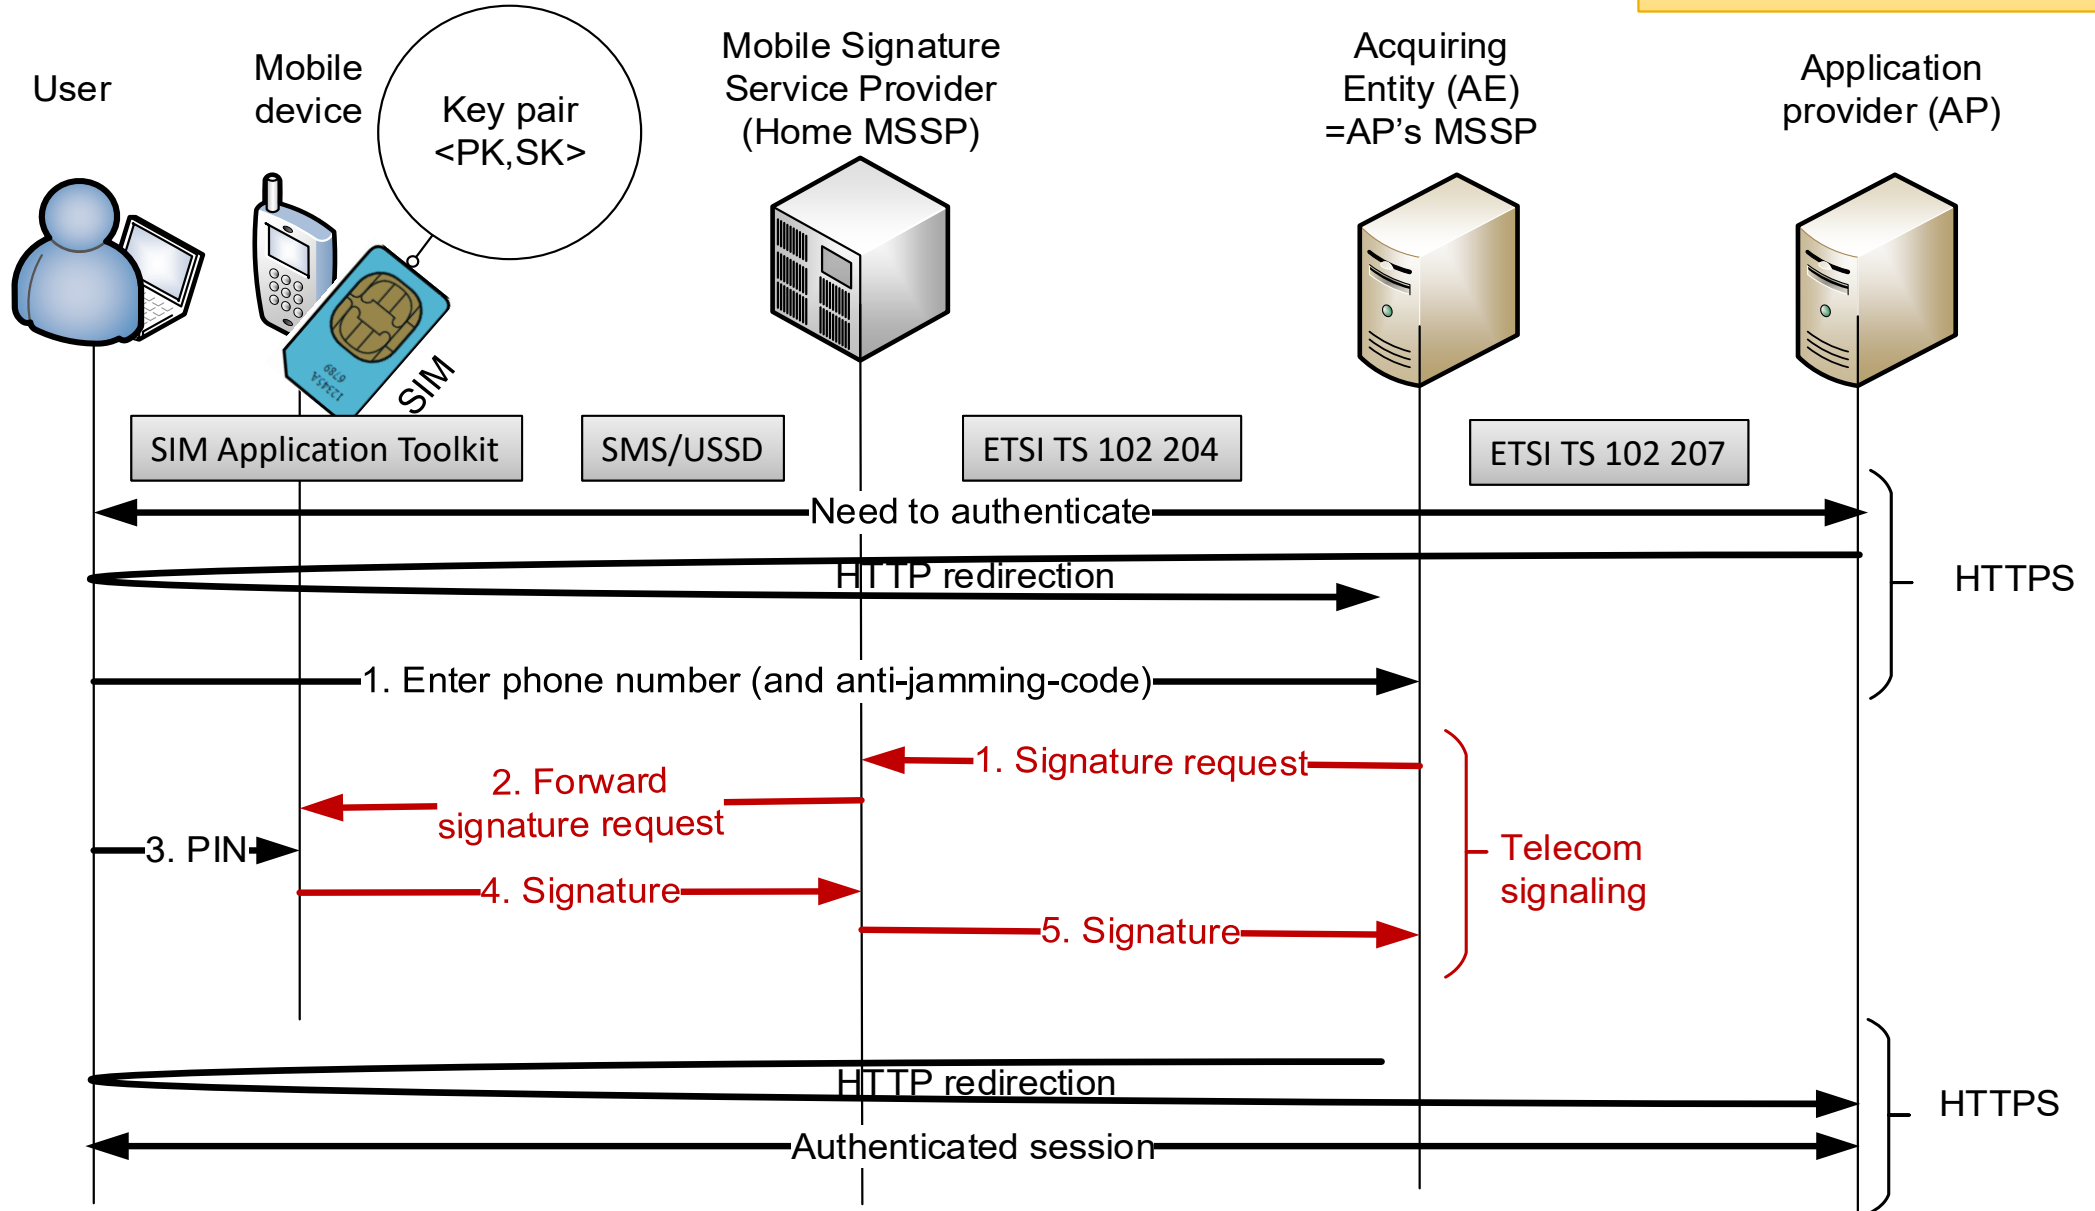 User
Mobile
device
Key pair
<PK,SK>
Mobile Signature
Service Provider
(Home MSSP)
Acquiring
Entity (AE)
=AP's MSSP
Application
provider (AP)
12345A
6789
SIM
SIM Application Toolkit
SMS/USSD
ETSI TS 102 204
ETSI TS 102 207
Need to authenticate
HTTP redirection
HTTPS
1. Enter phone number (and anti-jamming-code)
1. Signature request
2. Forward
signature request
3. PIN
Telecom
signaling
4. Signature
5. Signature
HTTP redirection
HTTPS
Authenticated session